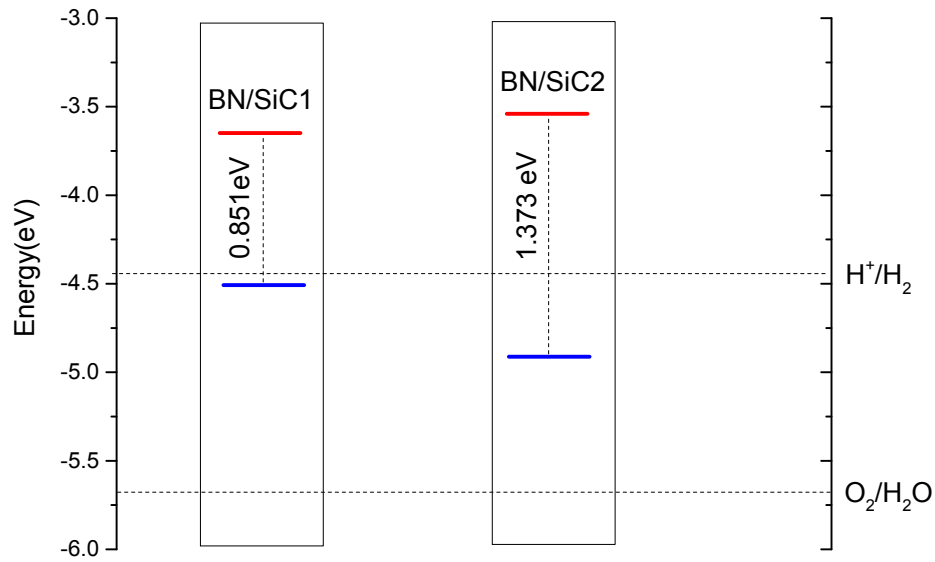 -3.0
BN/SiC1
BN/SiC2
-3.5
0.851eV
1.373 eV
-4.0
Energy(eV)
H⁺/H₂
-4.5
-5.0
-5.5
O₂/H₂O
-6.0